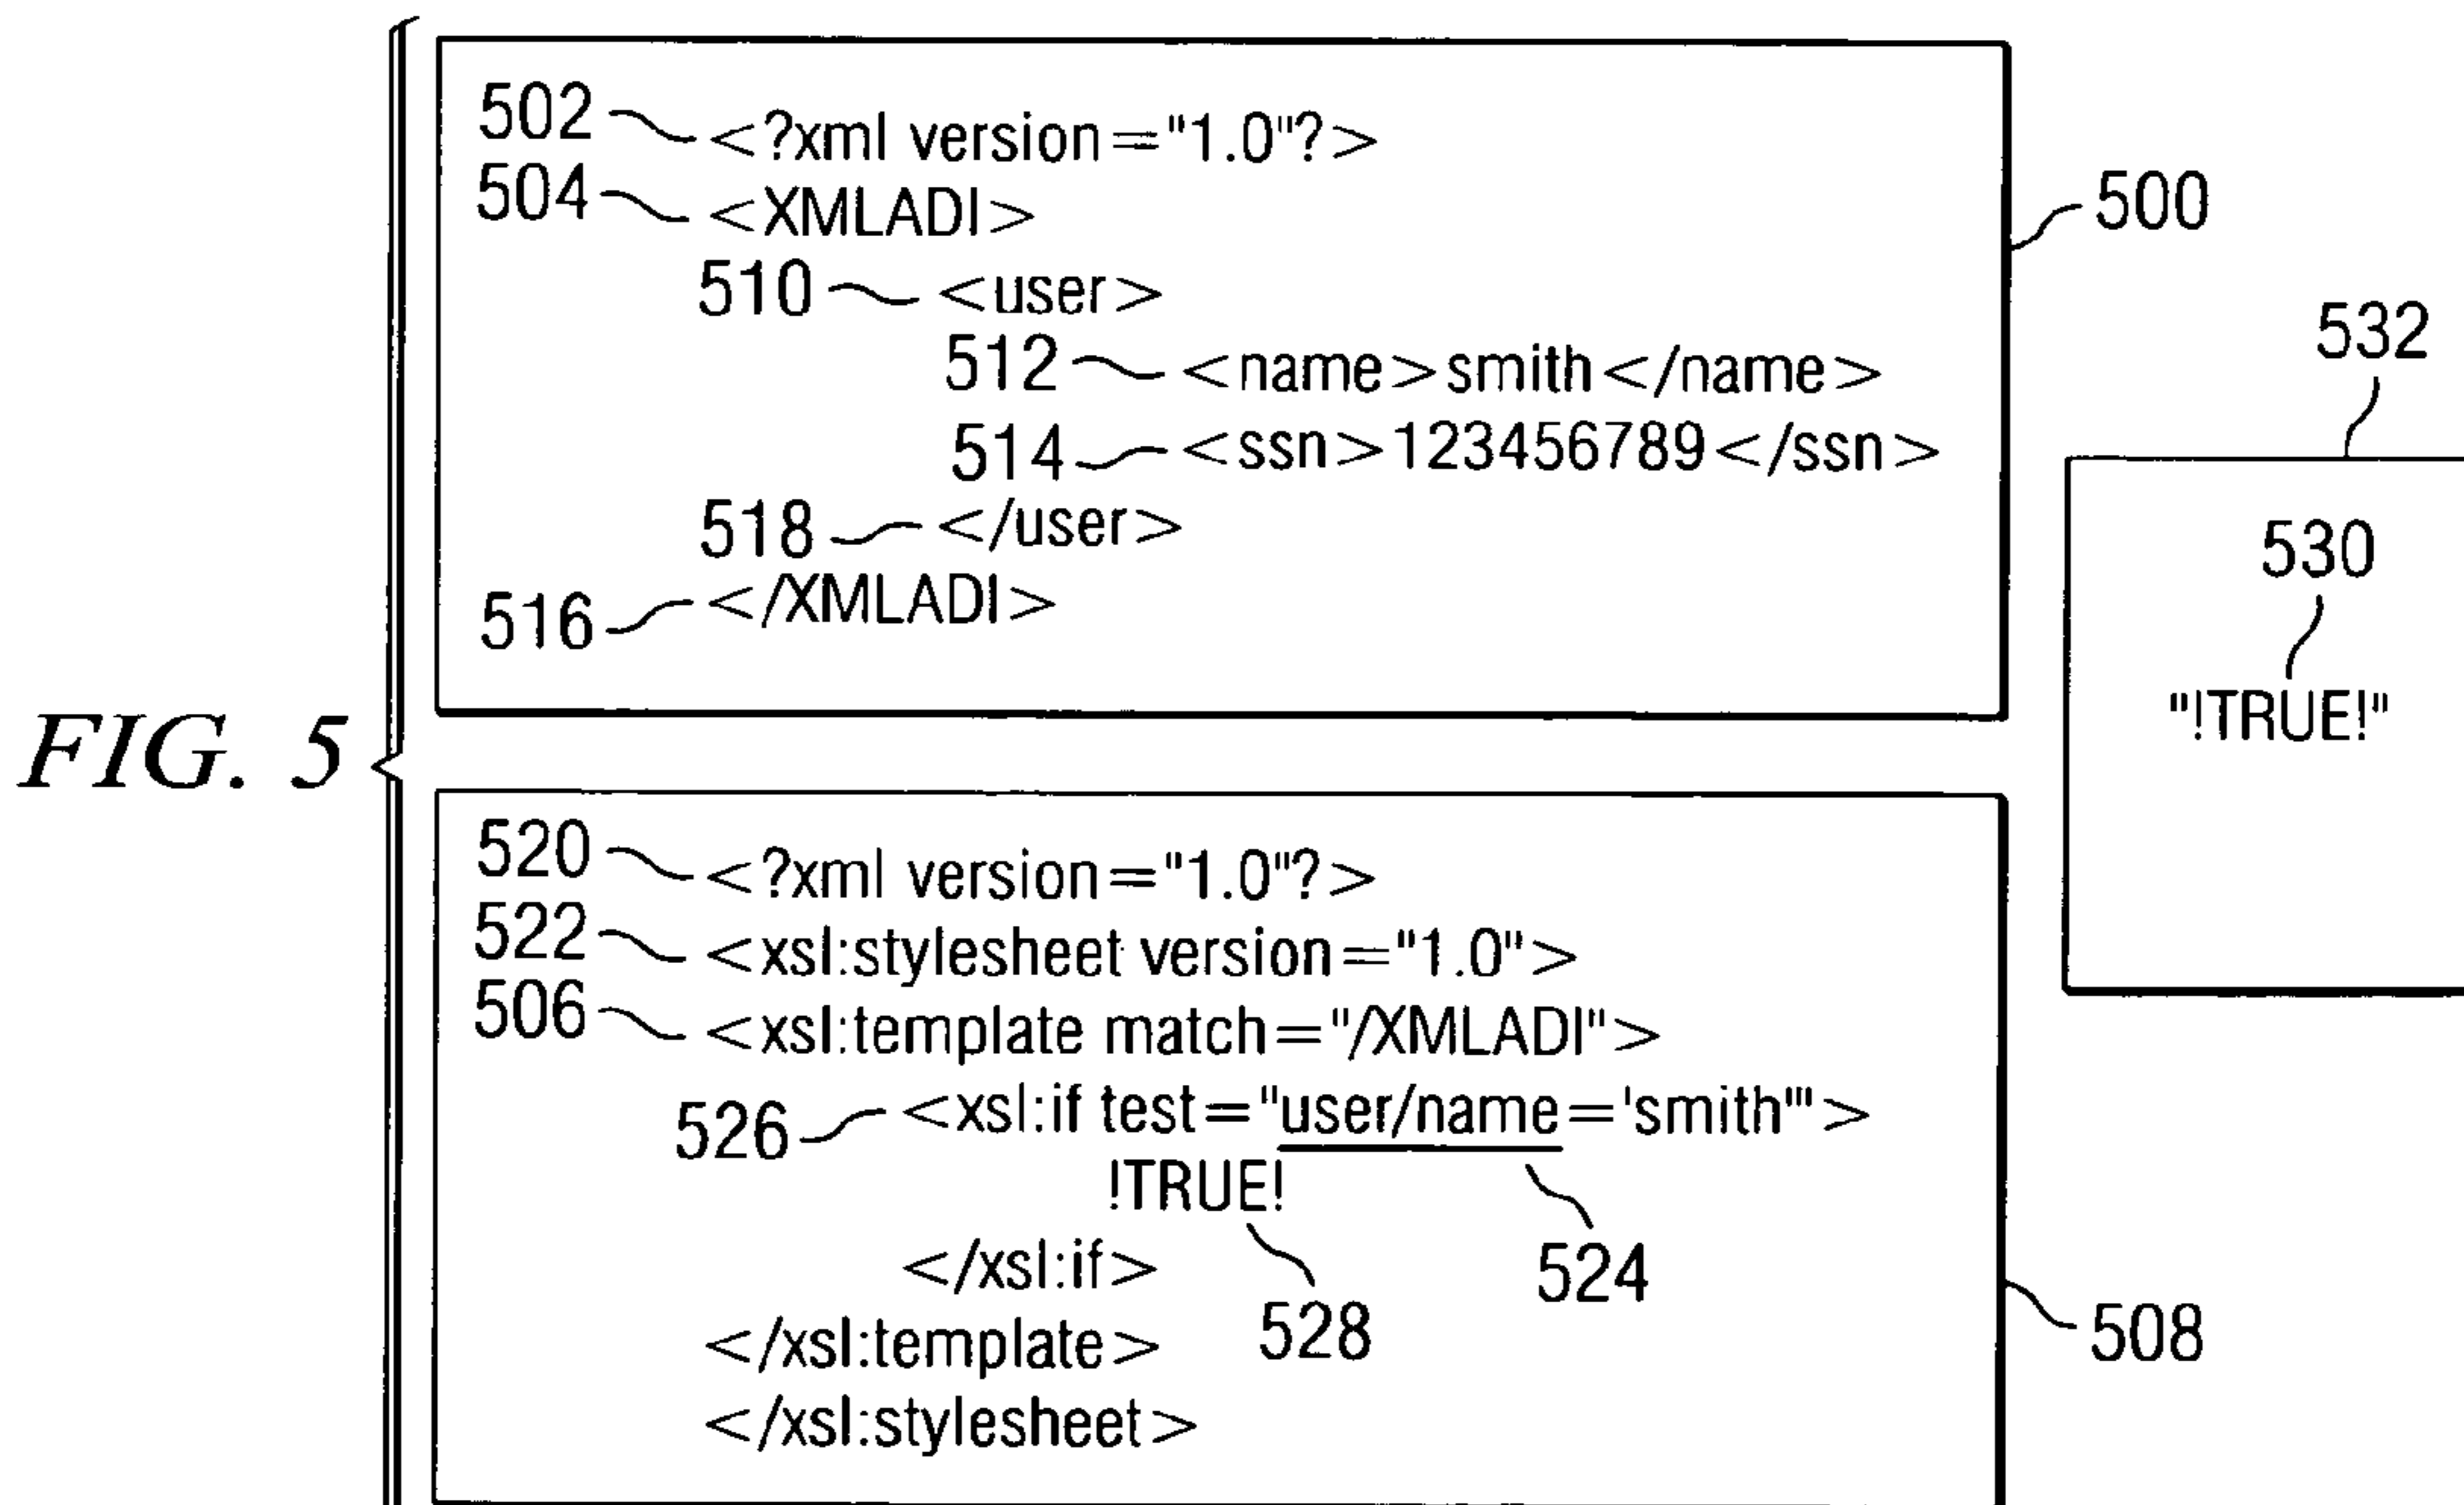 FIG. 5
502 <?xml version="1.0"?>
504 <XMLADI>
500
510 <user>
512 <name>smith</name>
514 <ssn>123456789</ssn>
518 </user>
516 </XMLADI>
532
530
"!TRUE!"
520 <?xml version="1.0"?>
522 <xsl:stylesheet version="1.0">
506 <xsl:template match="/XMLADI">
526 <xsl:if test="user/name='smith'">
!TRUE!
524
</xsl:if>
528
508
</xsl:template>
</xsl:stylesheet>